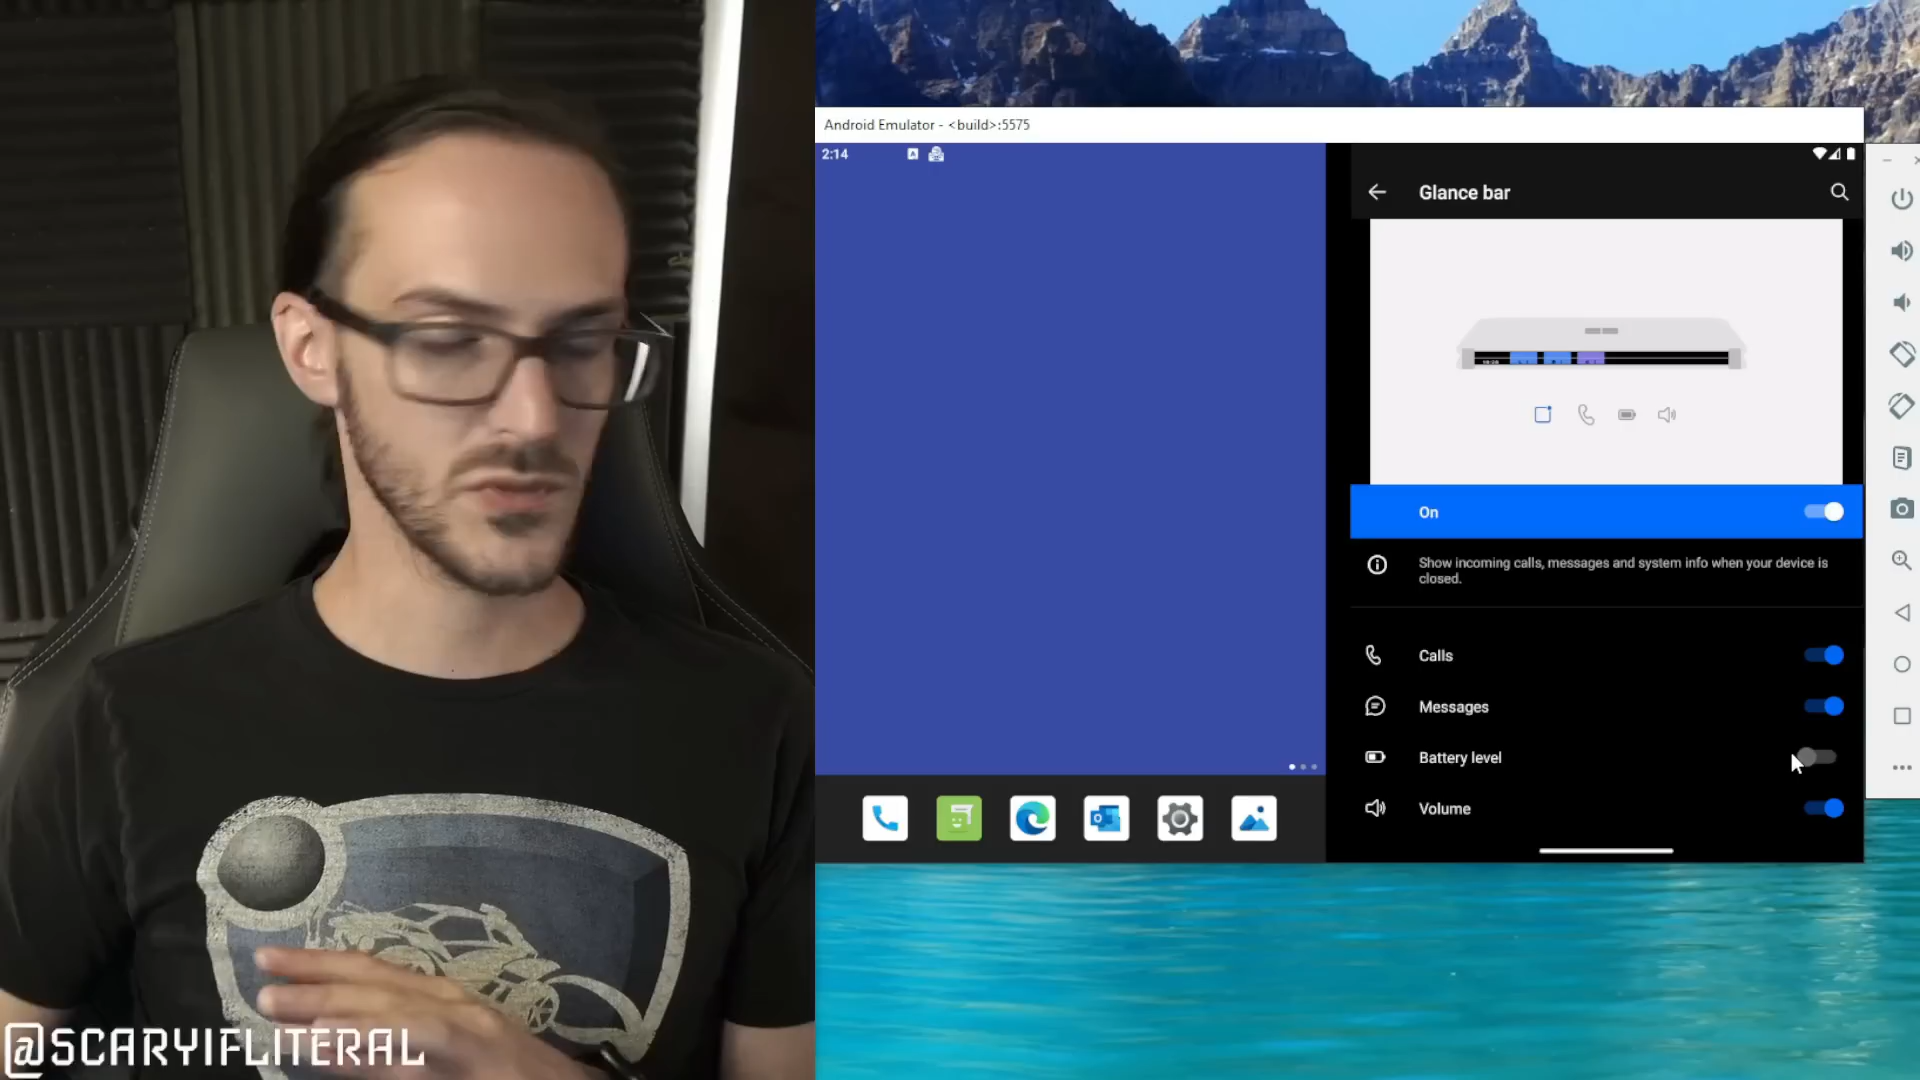 Android Emulator - <build>:5575
2:14
Glance bar
On
Show incoming calls, messages and system info when your device is
closed.
Calls
Messages
Battery level
Volume
@SCARYIFLITERAL